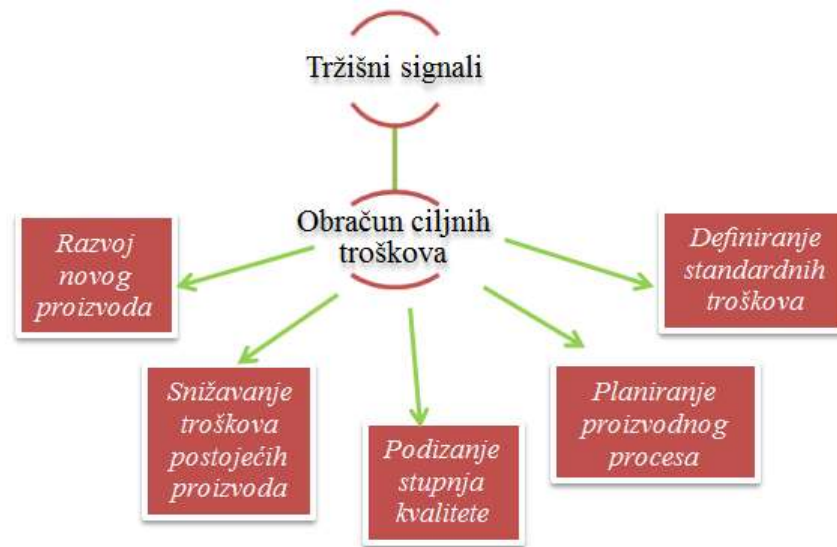 Tržišni signali
Obračun ciljnih
troškova
Razvoj
novog
proizvoda
Snižavanje
troškova
postojećih
proizvoda
Podizanje
stupnja
kvalitete
Planiranje
proizvodnog
procesa
Definiranje
standardnih
troškova